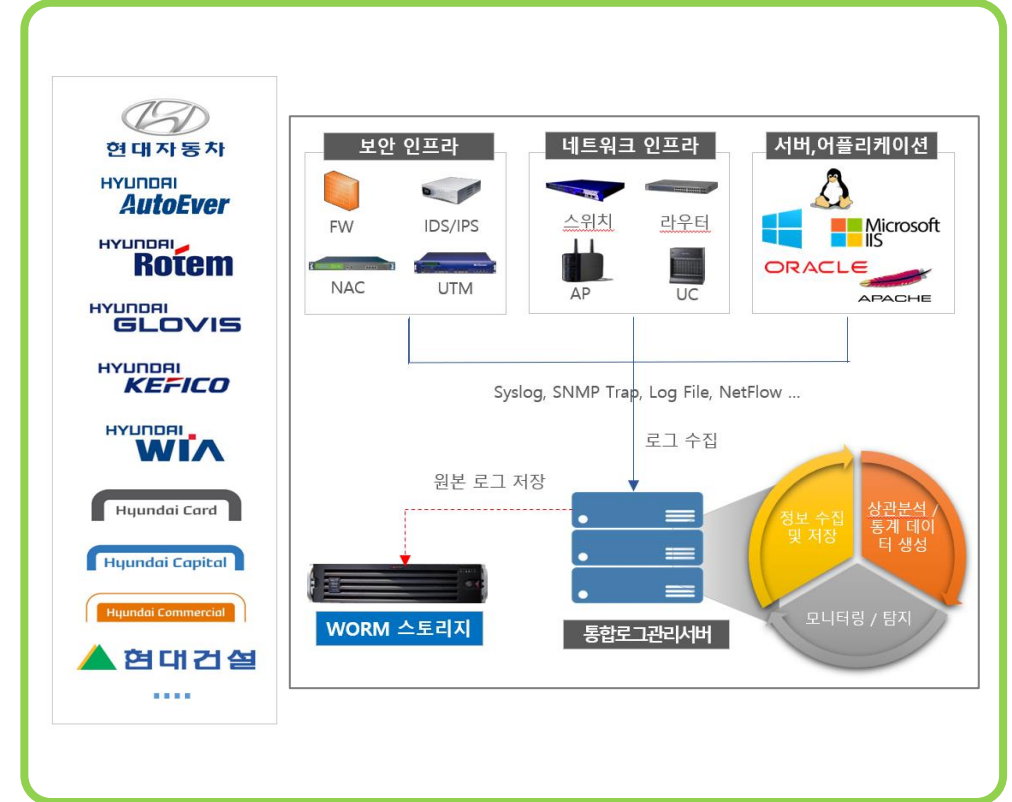 현대자동차
HYUNDAI
AutoEver
HYUNDAI
Rotem
HYUNDAI
GLOVIS
HYUNDAI
KEFICO
HYUNDAI
WIA
Hyundai Card
Hyundai Capital
Hyundai Commercial
현대건설
보안 인프라
FW
IDS/IPS
NAC
UTM
네트워크 인프라
스위치
라우터
AP
UC
서버,어플리케이션
Microsoft
IIS
ORACLE
APACHE
Syslog, SNMP Trap, Log File, NetFlow ...
로그 수집
원본 로그 저장
WORM 스토리지
통합로그관리서버
정보 수집
및 저장
상관분석 /
통계 데이
터 생성
모니터링 / 탐지